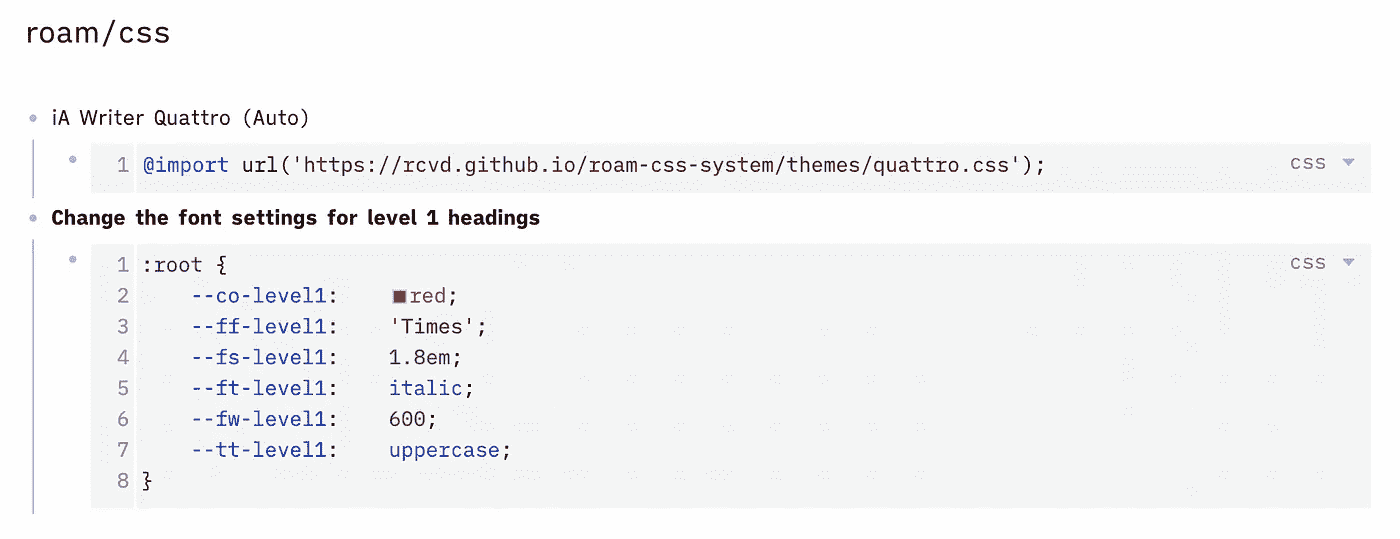 roam/css
iA Writer Quattro (Auto)
1 @import url('https://rcvd.github.io/roam-css-system/themes/quattro.css'); css
Change the font settings for level 1 headings
1 :root { css
2     --co-level1:    red;
3     --ff-level1:    'Times';
4     --fs-level1:    1.8em;
5     --ft-level1:    italic;
6     --fw-level1:    600;
7     --tt-level1:    uppercase;
8 }